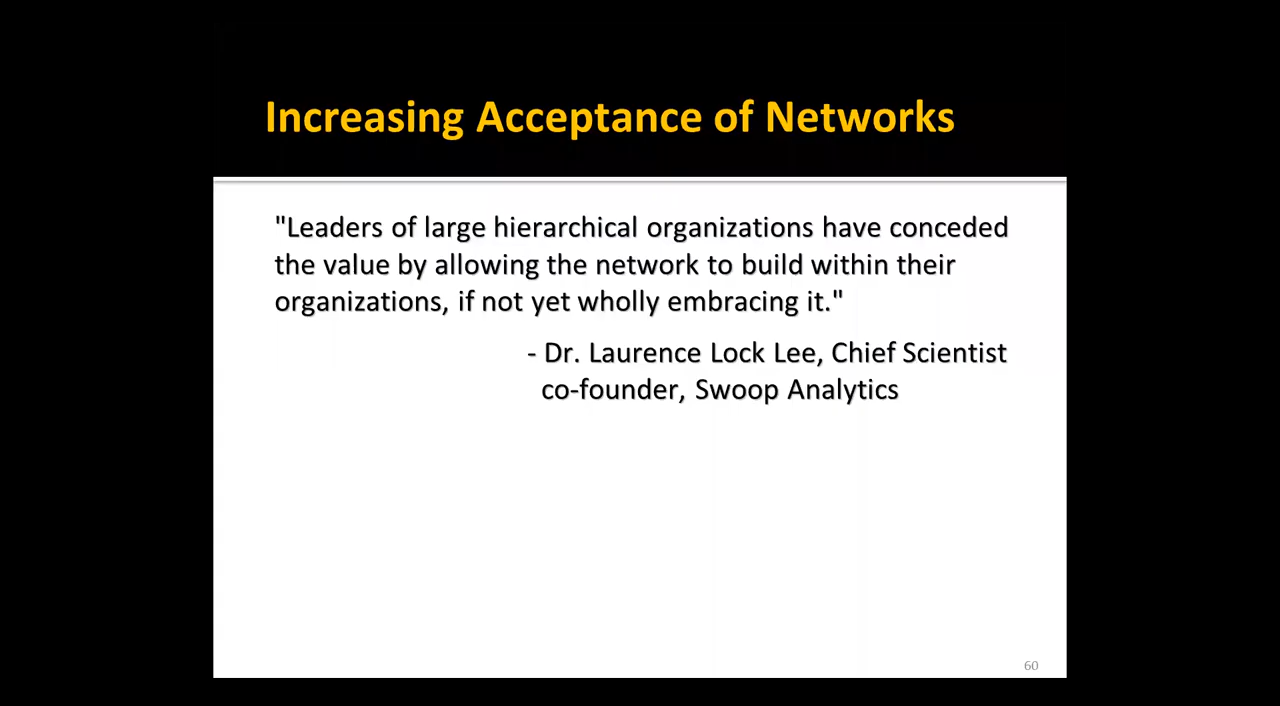 Increasing Acceptance of Networks
"Leaders of large hierarchical organizations have conceded
the value by allowing the network to build within their
organizations, if not yet wholly embracing it."
- Dr. Laurence Lock Lee, Chief Scientist
co-founder, Swoop Analytics
60